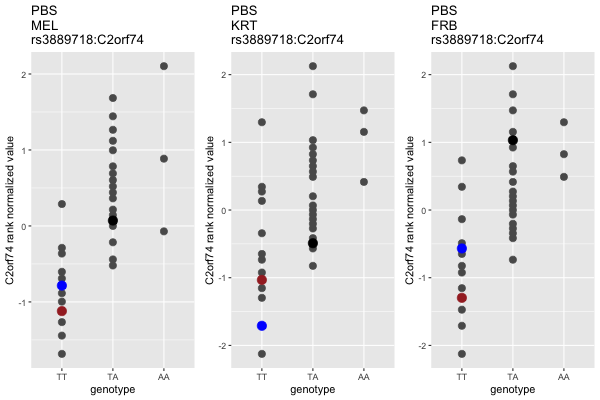 PBS
MEL
rs3889718:C2orf74
C2orf74 rank normalized value
2
1
0
-1
TT
TA
AA
genotype
PBS
KRT
rs3889718:C2orf74
C2orf74 rank normalized value
2
1
0
-1
-2
TT
TA
AA
genotype
PBS
FRB
rs3889718:C2orf74
C2orf74 rank normalized value
2
1
0
-1
-2
TT
TA
AA
genotype